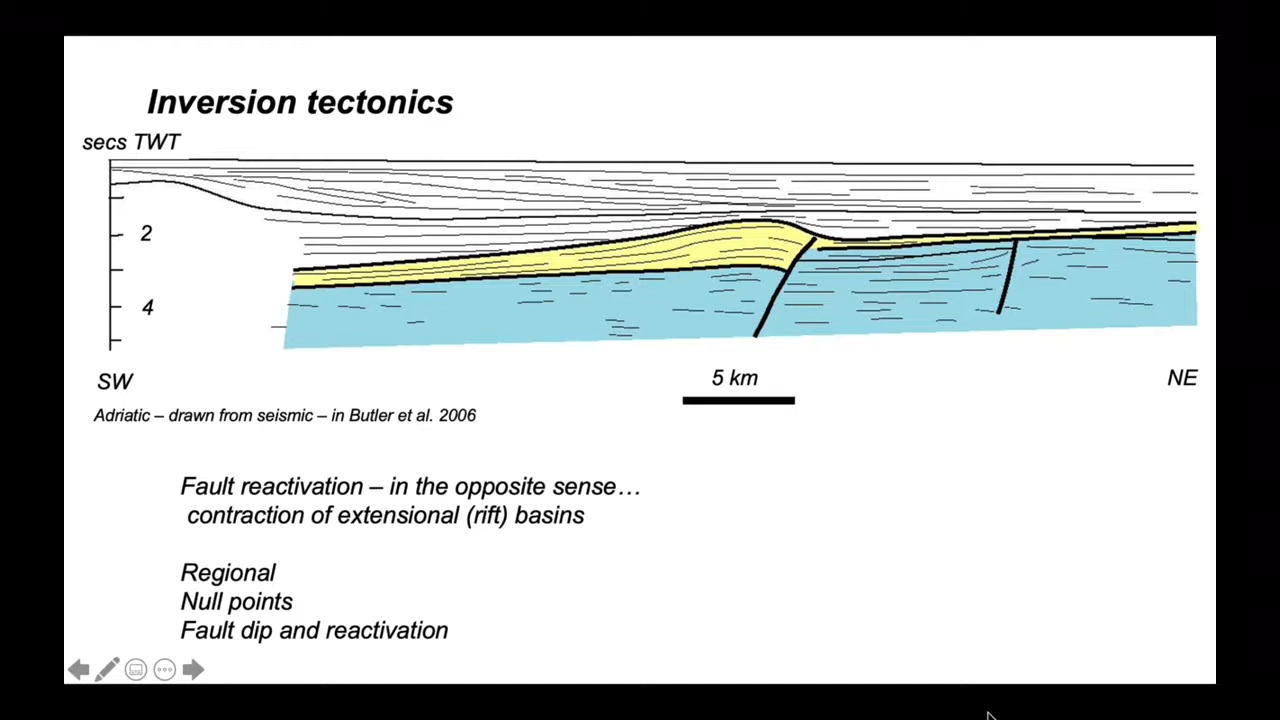 Inversion tectonics
secs TWT
2
4
SW
5 km
NE
Adriatic – drawn from seismic – in Butler et al. 2006
Fault reactivation – in the opposite sense…
contraction of extensional (rift) basins
Regional
Null points
Fault dip and reactivation